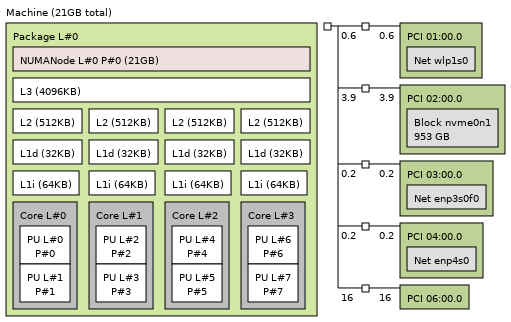 Machine (21GB total)
Package L#0
NUMANode L#0 P#0 (21GB)
L3 (4096KB)
L2 (512KB) L2 (512KB) L2 (512KB) L2 (512KB)
L1d (32KB) L1d (32KB) L1d (32KB) L1d (32KB)
L1i (64KB) L1i (64KB) L1i (64KB) L1i (64KB)
Core L#0 Core L#1 Core L#2 Core L#3
PU L#0 PU L#2 PU L#4 PU L#6
P#0 P#2 P#4 P#6
PU L#1 PU L#3 PU L#5 PU L#7
P#1 P#3 P#5 P#7
0.6 0.6 PCI 01:00.0
Net wlp1s0
3.9 3.9 PCI 02:00.0
Block nvme0n1
953 GB
0.2 0.2 PCI 03:00.0
Net enp3s0f0
0.2 0.2 PCI 04:00.0
Net enp4s0
16 16 PCI 06:00.0